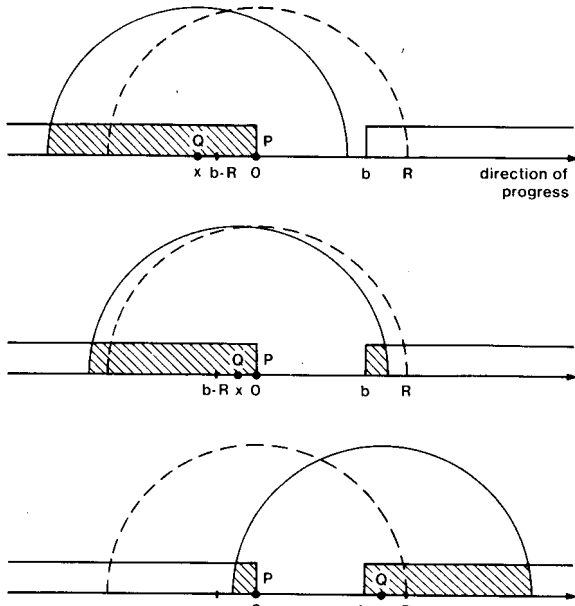 Q P
x b-R 0 b R direction of
progress
Q P
b-R x 0 b R
P Q